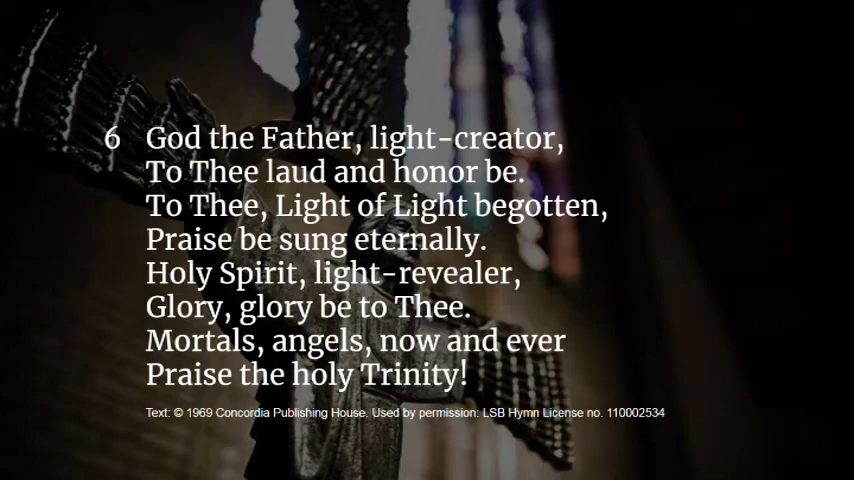 6 God the Father, light-creator,
To Thee laud and honor be.
To Thee, Light of Light begotten,
Praise be sung eternally.
Holy Spirit, light-revealer,
Glory, glory be to Thee.
Mortals, angels, now and ever
Praise the holy Trinity!
Text: © 1969 Concordia Publishing House. Used by permission: LSB Hymn License no. 110002534